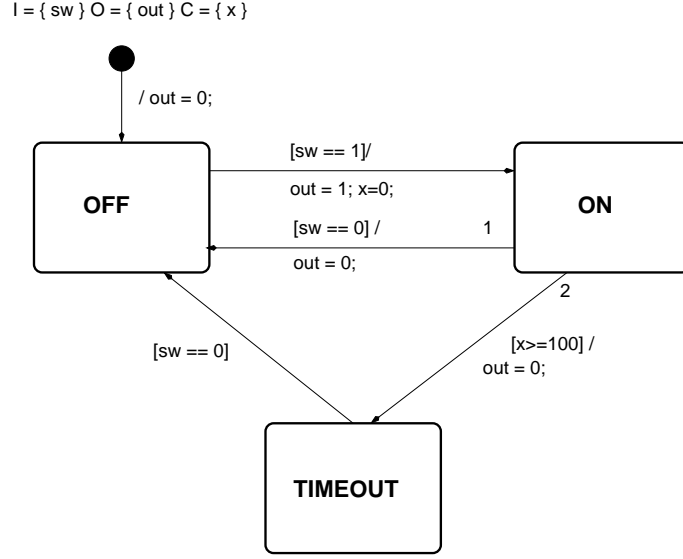 I = { sw } O = { out } C = { x }
/ out = 0;
[sw == 1]/
out = 1; x=0;
OFF
ON
[sw == 0] /
1
out = 0;
2
[sw == 0]
[x>=100] /
out = 0;
TIMEOUT